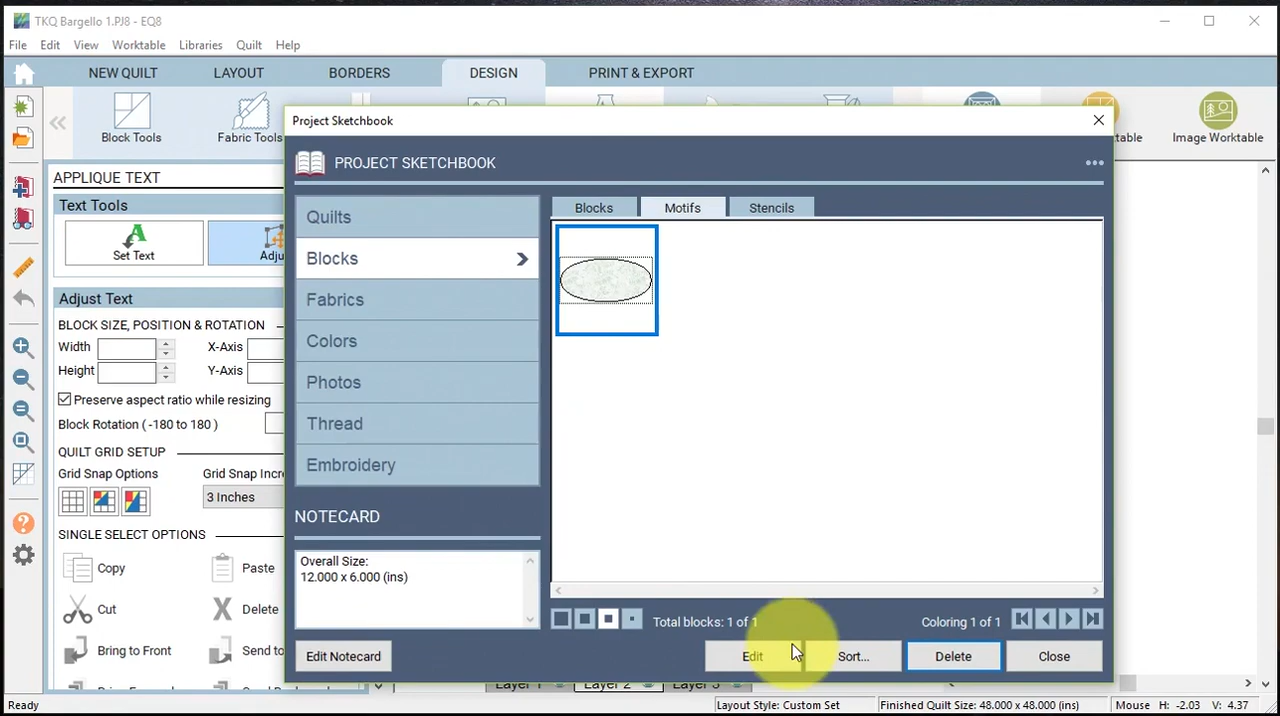 TKQ Bargello 1.PJ8 - EQ8
File Edit View Worktable Libraries Quilt Help
NEW QUILT LAYOUT BORDERS DESIGN PRINT & EXPORT
Block Tools Fabric Tools table Image Worktable
Project Sketchbook
PROJECT SKETCHBOOK
APPLIQUE TEXT
Text Tools
Set Text Adju
Adjust Text
BLOCK SIZE, POSITION & ROTATION
Width X-Axis
Height Y-Axis
Preserve aspect ratio while resizing
Block Rotation ( -180 to 180 )
QUILT GRID SETUP
Grid Snap Options Grid Snap Incre
3 Inches
SINGLE SELECT OPTIONS
Copy Paste
Cut Delete
Bring to Front Send to
Quilts
Blocks
Fabrics
Colors
Photos
Thread
Embroidery
NOTECARD
Overall Size:
12.000 x 6.000 (ins)
Edit Notecard
Blocks Motifs Stencils
Total blocks: 1 of 1 Coloring 1 of 1
Edit Sort... Delete Close
Layer 1 Layer 2 Layer 3
Ready Layout Style: Custom Set Finished Quilt Size: 48.000 x 48.000 (ins) Mouse H: -2.03 V: 4.37